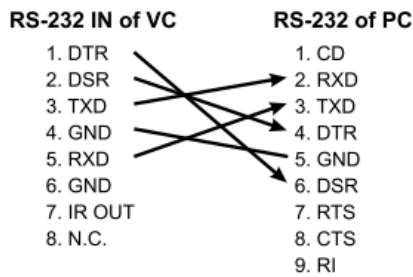 RS-232 IN of VC
1. DTR
2. DSR
3. TXD
4. GND
5. RXD
6. GND
7. IR OUT
8. N.C.
RS-232 of PC
1. CD
2. RXD
3. TXD
4. DTR
5. GND
6. DSR
7. RTS
8. CTS
9. RI